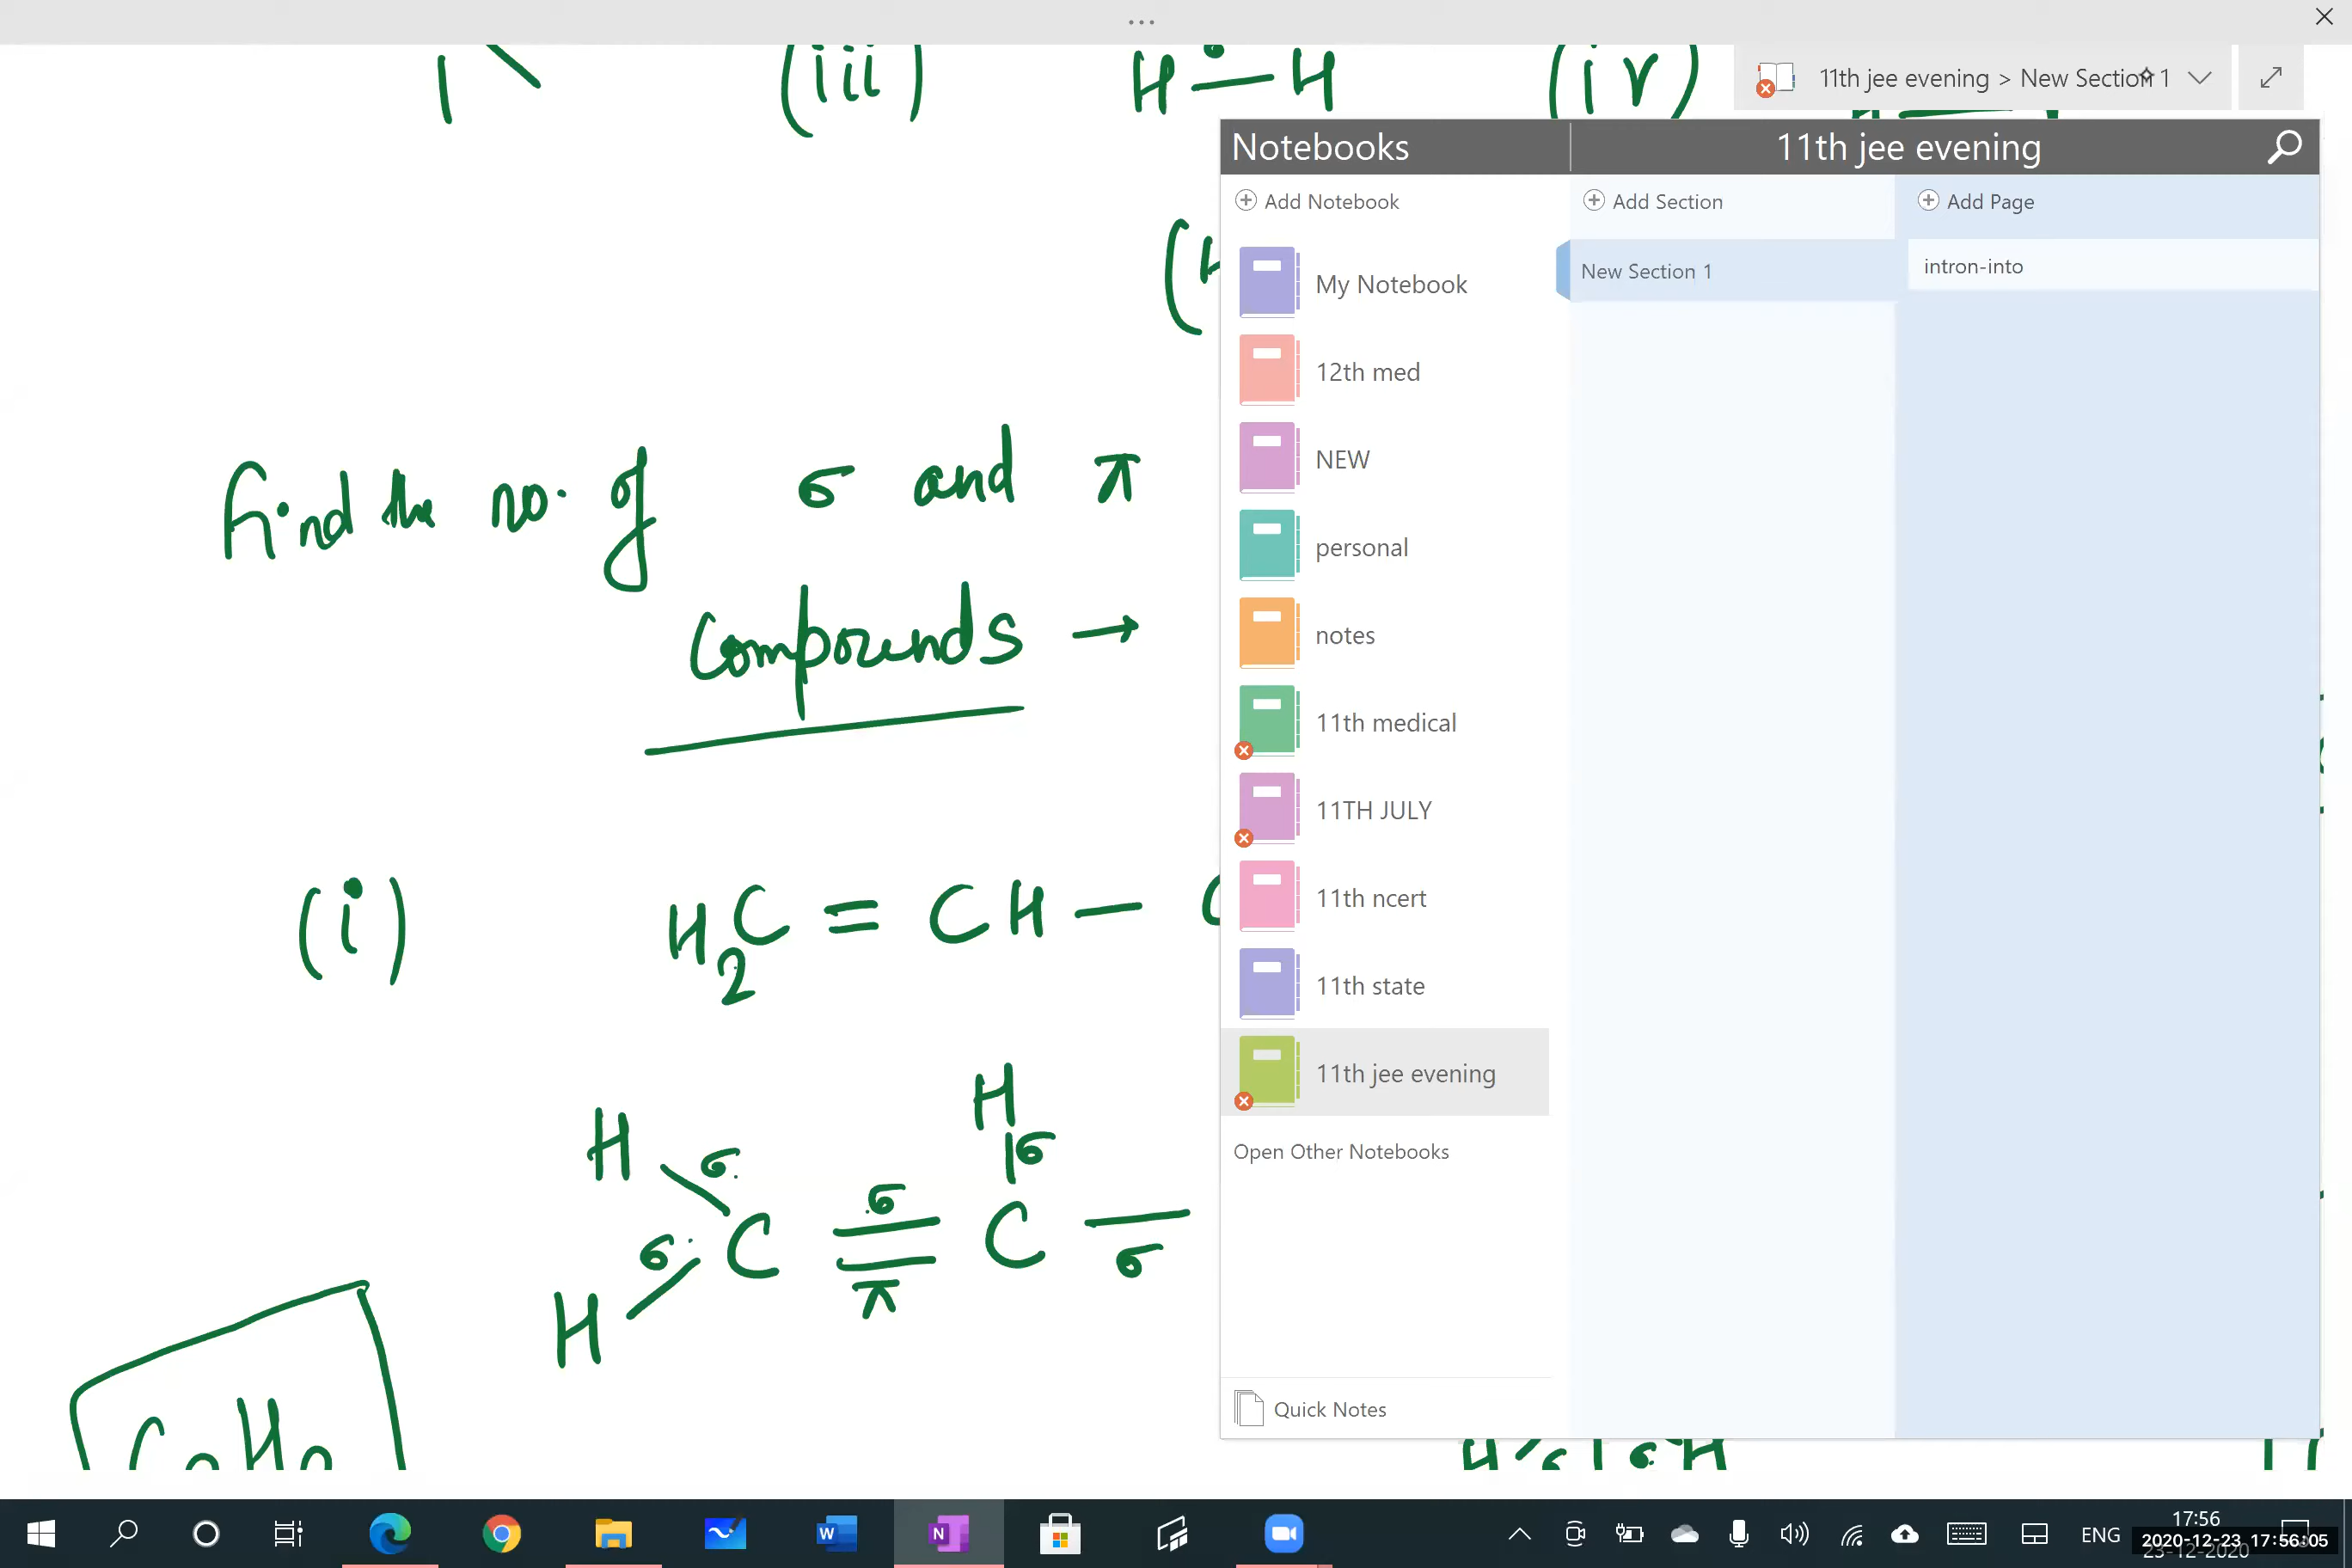 (iii)
H — H
(iv)
11th jee evening > New Section 1
Notebooks
11th jee evening
Add Notebook
Add Section
Add Page
My Notebook
New Section 1
intron-into
12th med
NEW
personal
notes
11th medical
11TH JULY
11th ncert
11th state
11th jee evening
Open Other Notebooks
Quick Notes
Find the no. of σ and π
Compounds →
(i) H2C = CH —
H
H σ
σ
σ
C C
σ π σ
H
ENG
17:56
2020-12-23 17:56:05
23-12-2020